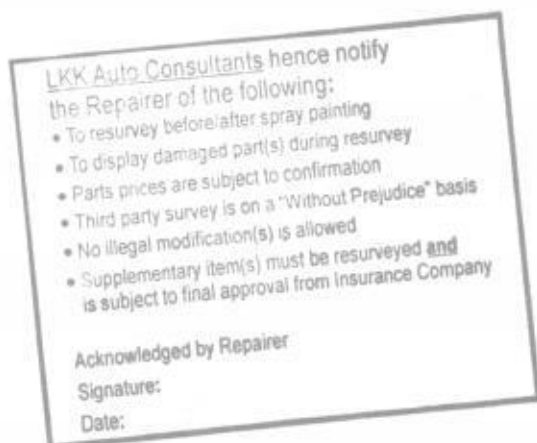 LKK Auto Consultants hence notify
the Repairer of the following:
• To resurvey before/after spray painting
• To display damaged part(s) during resurvey
• Parts prices are subject to confirmation
• Third party survey is on a "Without Prejudice" basis
• No illegal modification(s) is allowed
• Supplementary item(s) must be resurveyed and
is subject to final approval from Insurance Company
Acknowledged by Repairer
Signature:
Date: